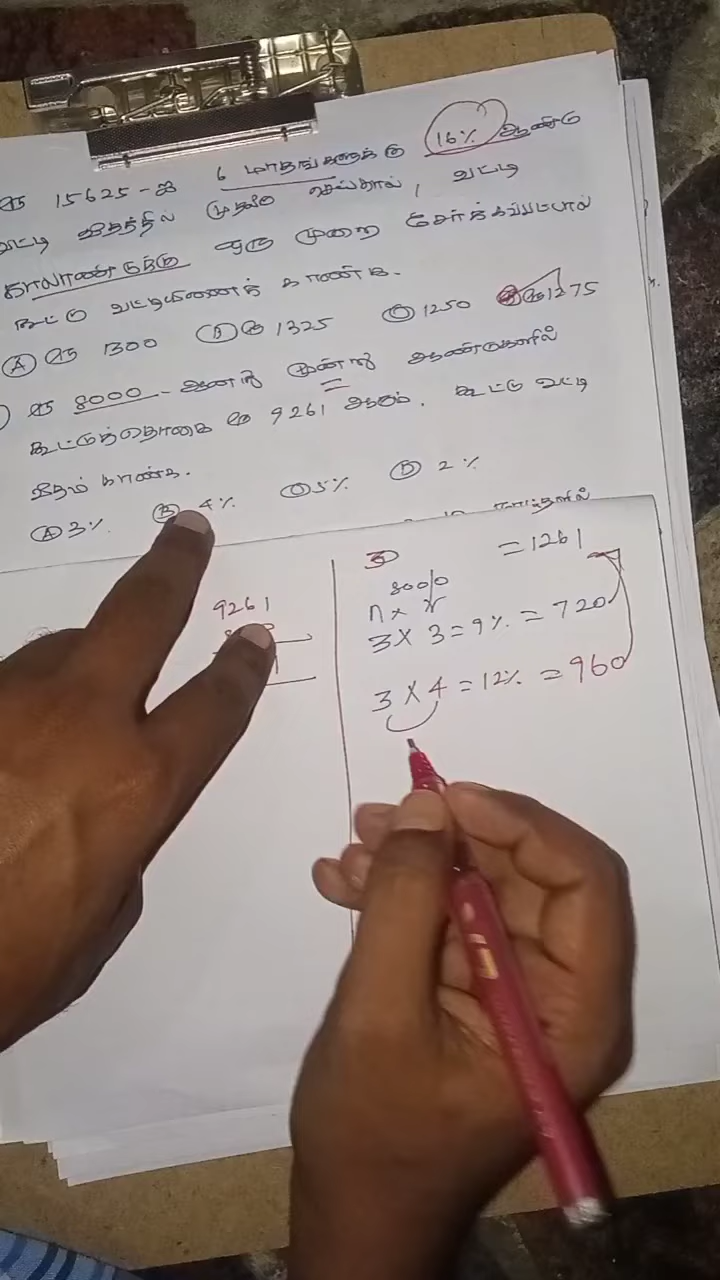 ரூ 15625-ஐ 6 மாதங்களுக்கு 16% ஆண்டு
வட்டி வீதத்தில் முதலீடு செய்தால், வட்டி
காலாண்டுக்கு ஒரு முறை சேர்க்கப்பட்டால்
கூட்டு வட்டியினைக் காண்க.
A ரூ 1300 B ரூ 1325 C 1250 D ரூ 1275
ரூ 8000 - ஆனது மூன்று ஆண்டுகளில்
கூட்டுத்தொகை ரூ 9261 ஆகும். கூட்டு வட்டி
வீதம் காண்க.
A 3% B 4% C 5% D 2%
9261
3 = 1261
8000
n x r
3 x 3 = 9% = 720
3 x 4 = 12% = 960